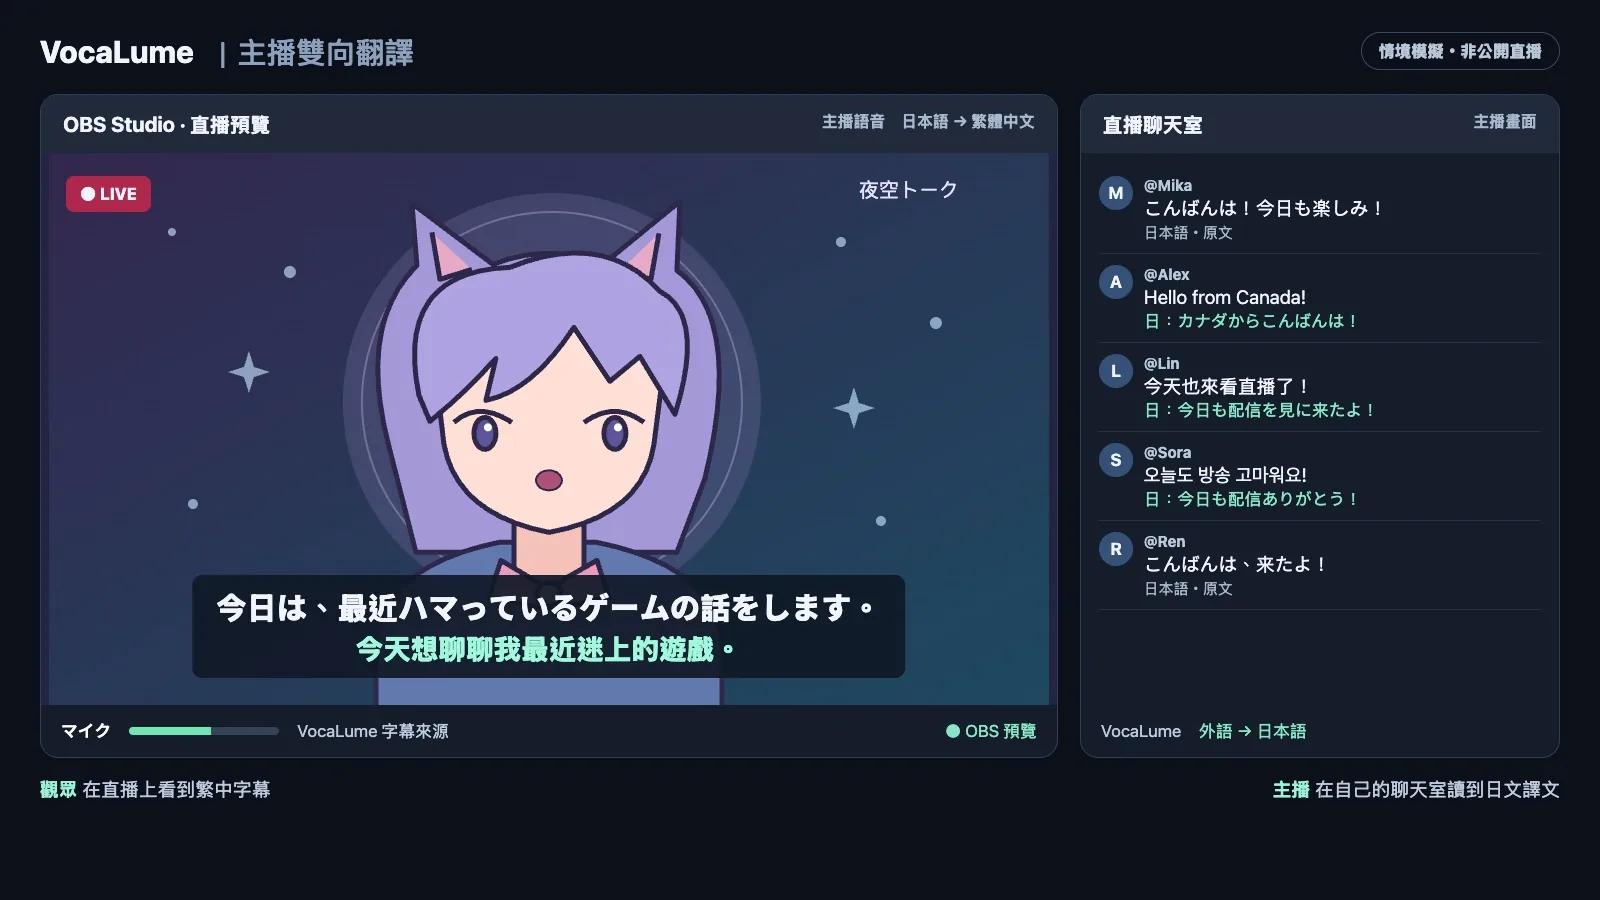 VocaLume | 主播雙向翻譯
情境模擬・非公開直播
OBS Studio · 直播預覽
主播語音 日本語 → 繁體中文
LIVE
夜空トーク
今日は、最近ハマっているゲームの話をします。
今天想聊聊我最近迷上的遊戲。
マイク
VocaLume 字幕來源
OBS 預覽
直播聊天室
主播畫面
M
@Mika
こんばんは！今日も楽しみ！
日本語・原文
A
@Alex
Hello from Canada!
日：カナダからこんばんは！
L
@Lin
今天也來看直播了！
日：今日も配信を見に来たよ！
S
@Sora
오늘도 방송 고마워요!
日：今日も配信ありがとう！
R
@Ren
こんばんは、来たよ！
日本語・原文
VocaLume 外語 → 日本語
觀眾 在直播上看到繁中字幕
主播 在自己的聊天室讀到日文譯文